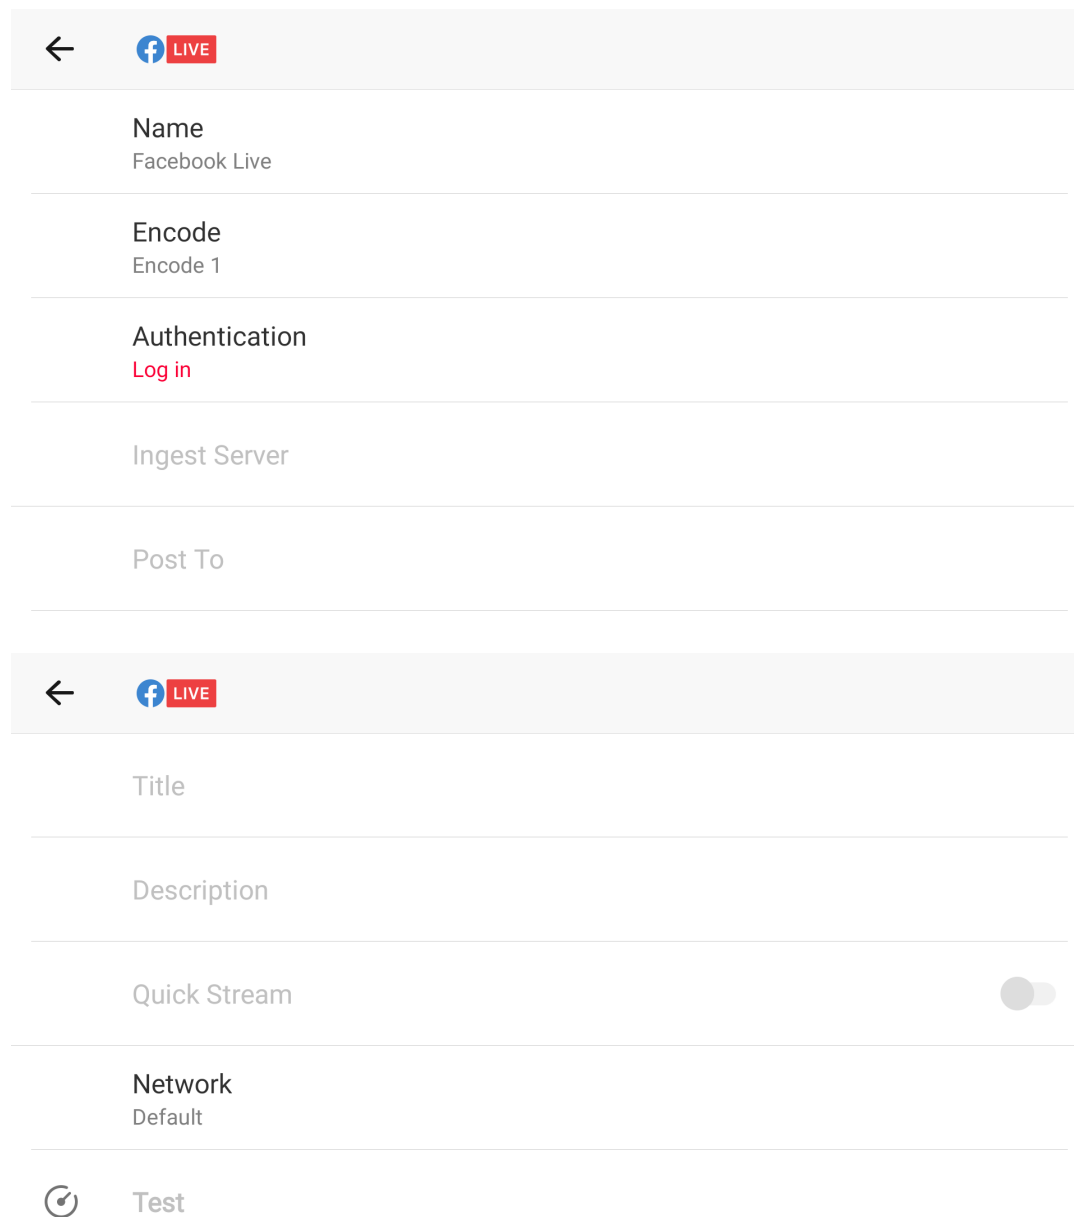 LIVE
Name
Facebook Live
Encode
Encode 1
Authentication
Log in
Ingest Server
Post To
LIVE
Title
Description
Quick Stream
Network
Default
Test